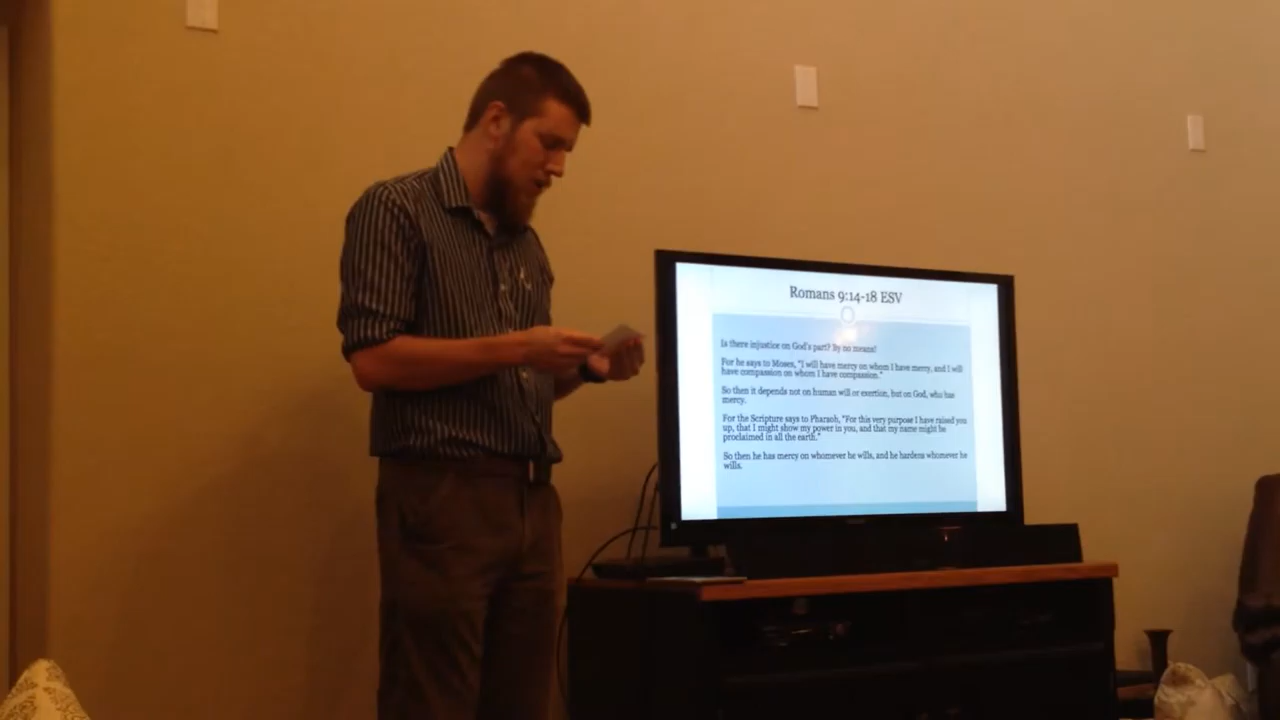 Romans 9:14-18 ESV
Is there injustice on God's part? By no means!
For he says to Moses, "I will have mercy on whom I have mercy, and I will
have compassion on whom I have compassion."
So then it depends not on human will or exertion, but on God, who has
mercy.
For the Scripture says to Pharaoh, "For this very purpose I have raised you
up, that I might show my power in you, and that my name might be
proclaimed in all the earth."
So then he has mercy on whomever he wills, and he hardens whomever he
wills.